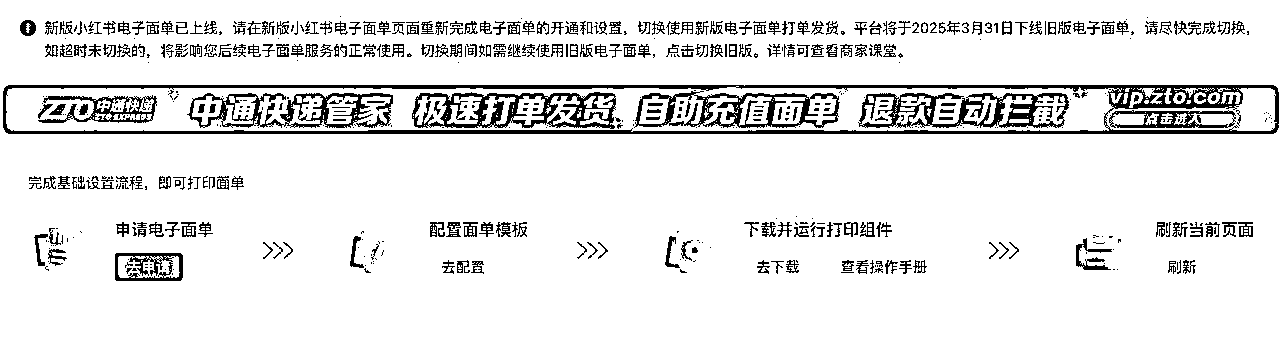 新版小红书电子面单已上线，请在新版小红书电子面单页面重新完成电子面单的开通和设置，切换使用新版电子面单打单发货。平台将于2025年3月31日下线旧版电子面单，请尽快完成切换，
如超时未切换的，将影响您后续电子面单服务的正常使用。切换期间如需继续使用旧版电子面单，点击切换旧版。详情可查看商家课堂。
ZTO 中通快递 ZTO EXPRESS 中通快递管家 极速打单发货 自助充值面单 退款自动拦截 vip.zto.com
点击进入
完成基础设置流程，即可打印面单
申请电子面单 配置面单模板 下载并运行打印组件 刷新当前页面
去申请 去配置 去下载 查看操作手册 刷新